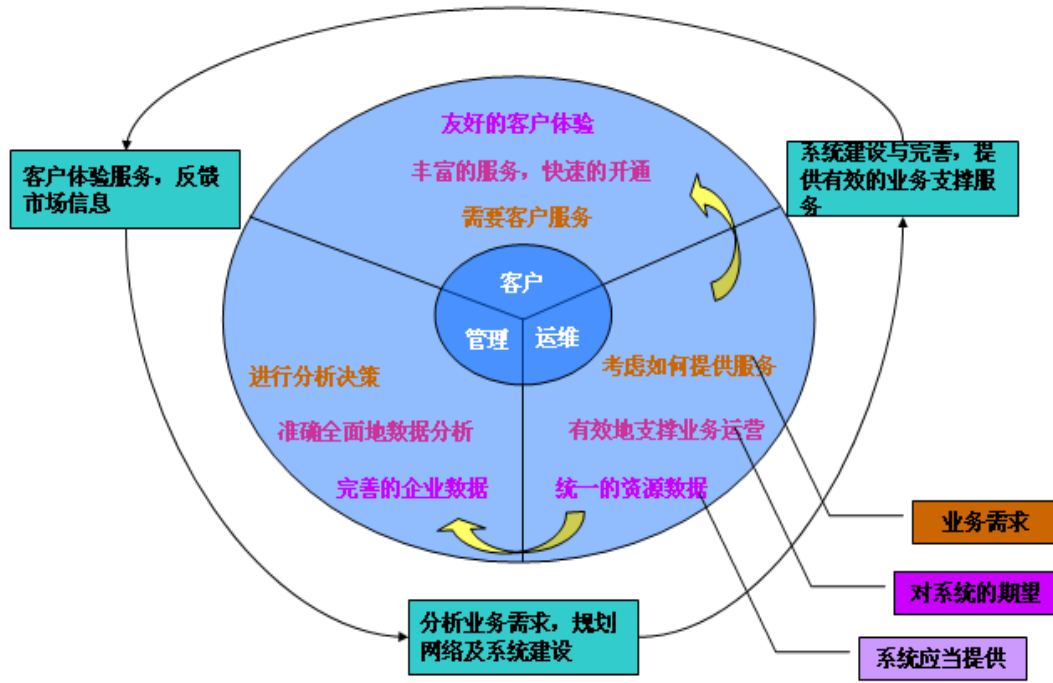 友好的客户体验
丰富的服务，快速的开通
需要客户服务
客户体验服务，反馈
市场信息
系统建设与完善，提
供有效的业务支撑服
务
客户
管理
运维
进行分析决策
准确全面地数据分析
完善的企业数据
考虑如何提供服务
有效地支撑业务运营
统一的资源数据
业务需求
对系统的期望
系统应当提供
分析业务需求，规划
网络及系统建设